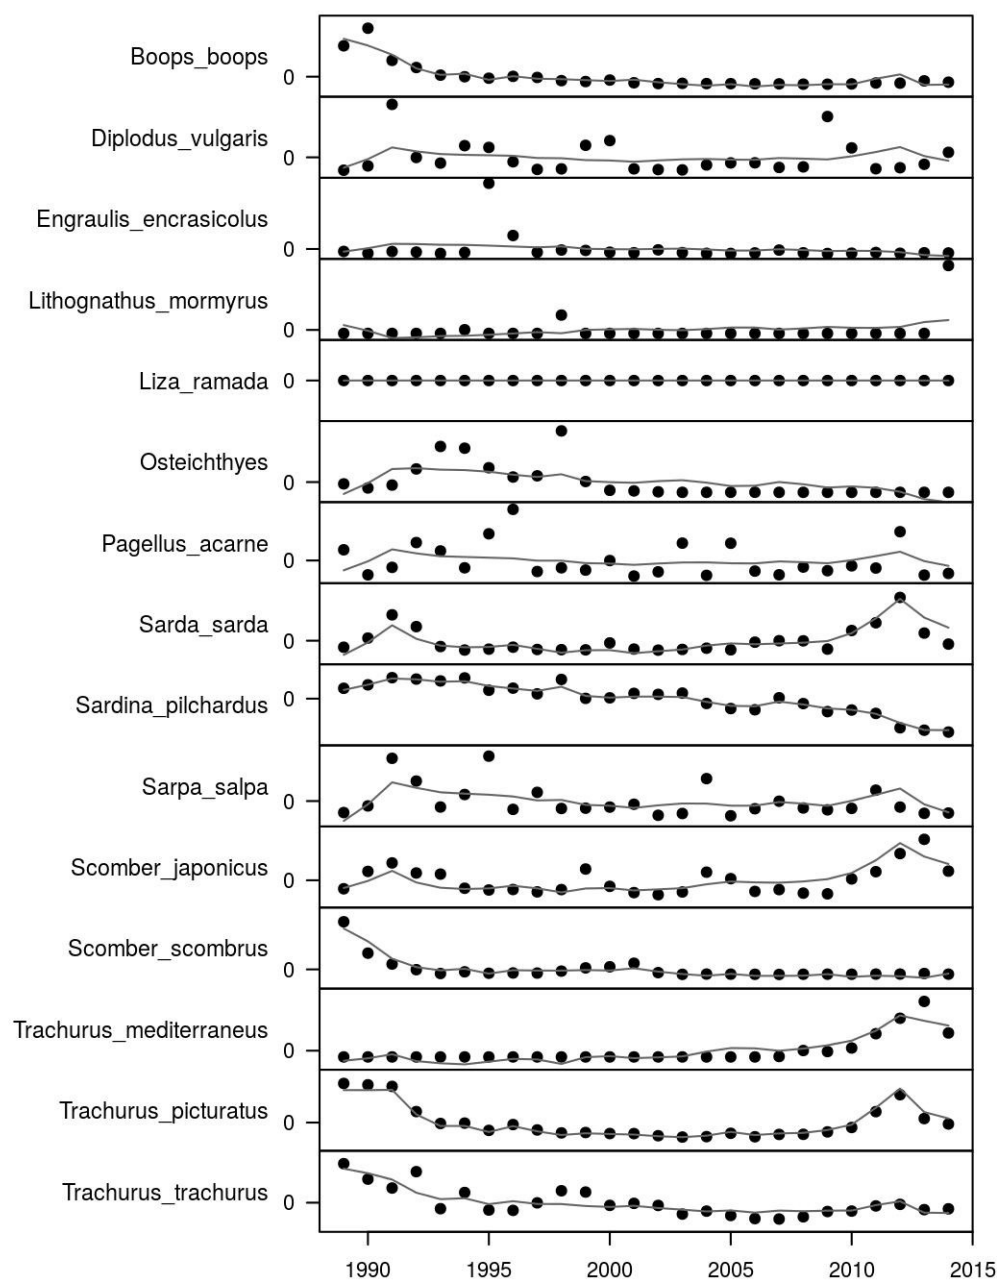 Boops_boops 0
Diplodus_vulgaris 0
Engraulis_encrasicolus 0
Lithognathus_mormyrus 0
Liza_ramada 0
Osteichthyes 0
Pagellus_acarne 0
Sarda_sarda 0
Sardina_pilchardus 0
Sarpa_salpa 0
Scomber_japonicus 0
Scomber_scombrus 0
Trachurus_mediterraneus 0
Trachurus_picturatus 0
Trachurus_trachurus 0
1990 1995 2000 2005 2010 2015